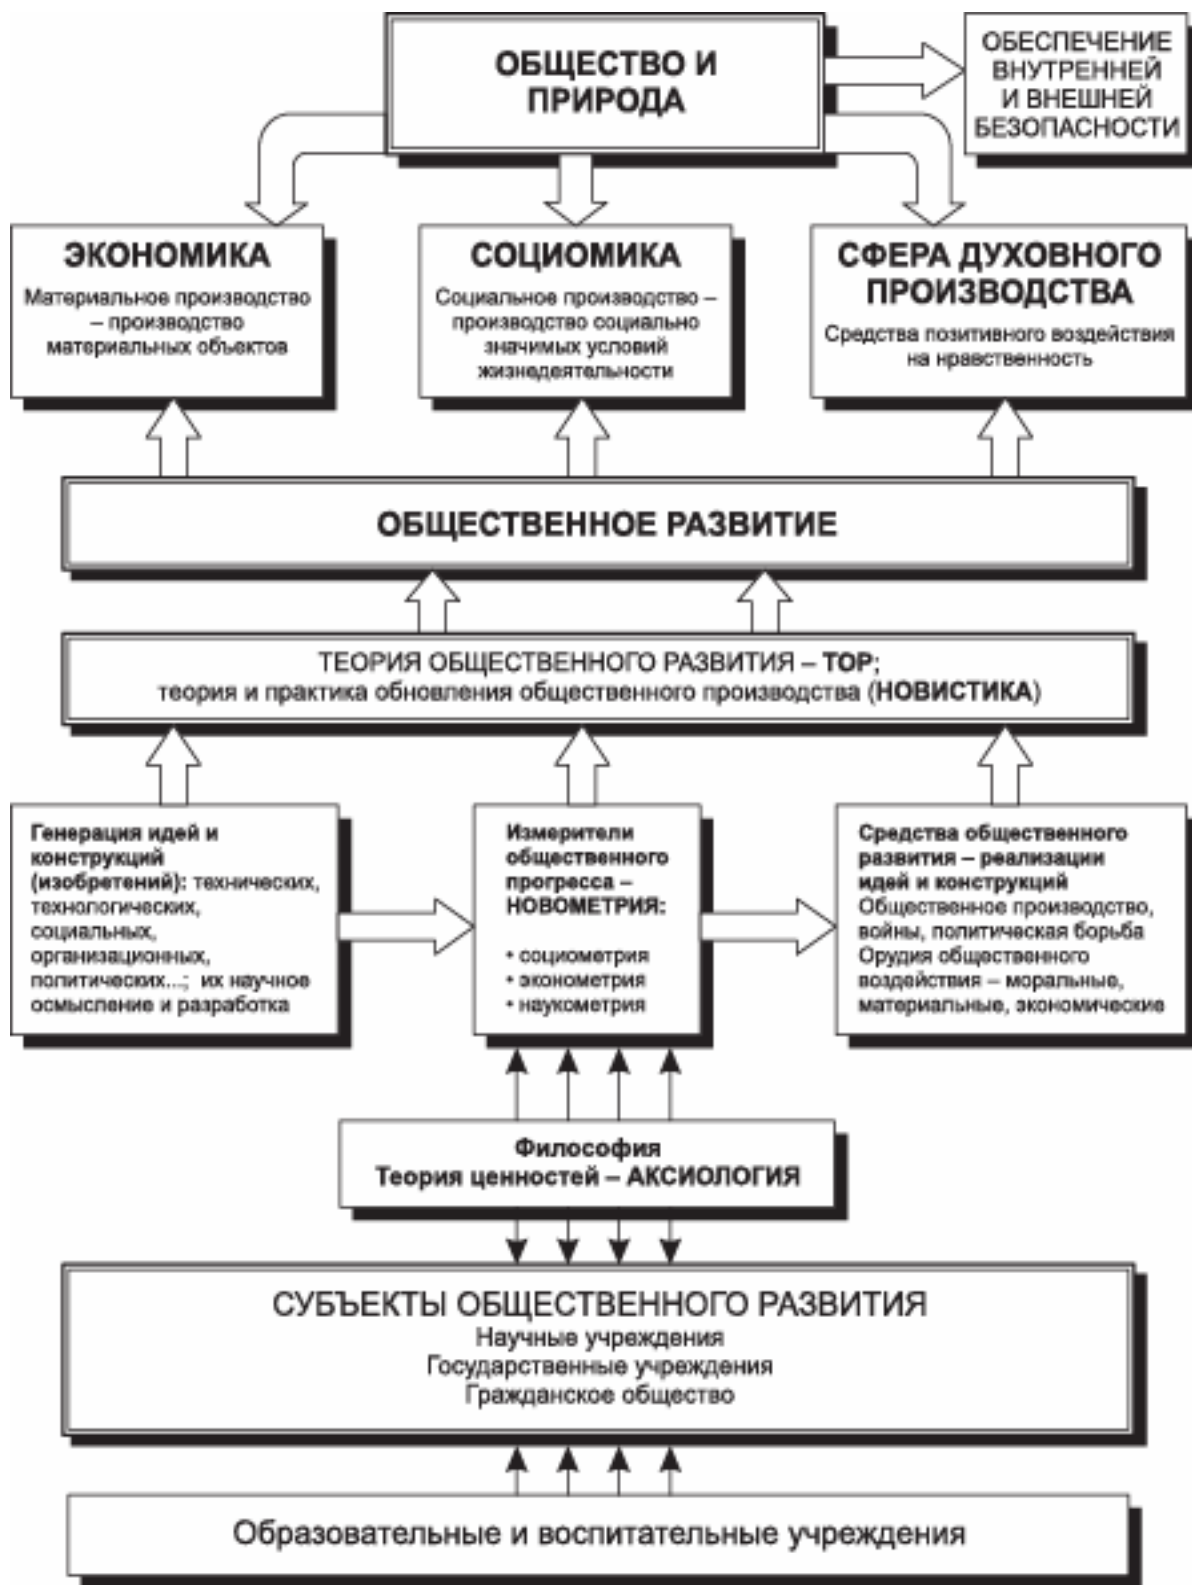 ОБЩЕСТВО И
ПРИРОДА
ОБЕСПЕЧЕНИЕ
ВНУТРЕННЕЙ
И ВНЕШНЕЙ
БЕЗОПАСНОСТИ
ЭКОНОМИКА
Материальное производство
– производство
материальных объектов
СОЦИОМИКА
Социальное производство –
производство социально
значимых условий
жизнедеятельности
СФЕРА ДУХОВНОГО
ПРОИЗВОДСТВА
Средства позитивного воздействия
на нравственность
ОБЩЕСТВЕННОЕ РАЗВИТИЕ
ТЕОРИЯ ОБЩЕСТВЕННОГО РАЗВИТИЯ – ТОР;
теория и практика обновления общественного производства (НОВИСТИКА)
Генерация идей и
конструкций
(изобретений): технических,
технологических,
социальных,
организационных,
политических...; их научное
осмысление и разработка
Измерители
общественного
прогресса –
НОВОМЕТРИЯ:
• социометрия
• эконометрия
• наукометрия
Средства общественного
развития – реализации
идей и конструкций
Общественное производство,
войны, политическая борьба
Орудия общественного
воздействия – моральные,
материальные, экономические
Философия
Теория ценностей – АКСИОЛОГИЯ
СУБЪЕКТЫ ОБЩЕСТВЕННОГО РАЗВИТИЯ
Научные учреждения
Государственные учреждения
Гражданское общество
Образовательные и воспитательные учреждения